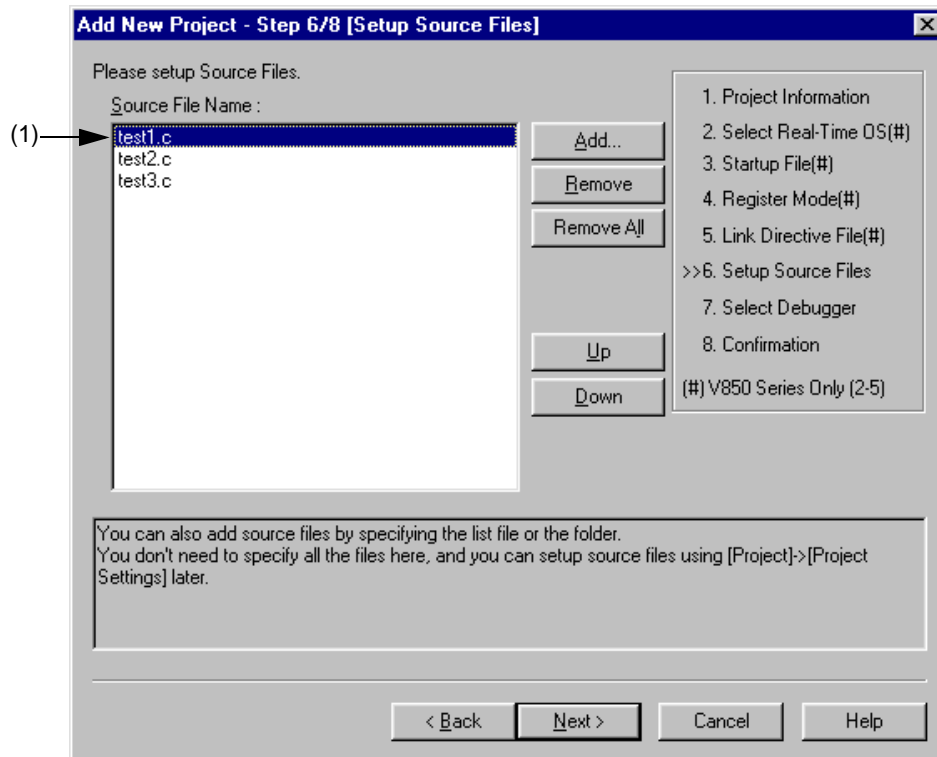 Add New Project - Step 6/8 [Setup Source Files]
Please setup Source Files.
Source File Name :
(1)
test1.c
test2.c
test3.c
Add...
Remove
Remove All
Up
Down
1. Project Information
2. Select Real-Time OS(#)
3. Startup File(#)
4. Register Mode(#)
5. Link Directive File(#)
>>6. Setup Source Files
7. Select Debugger
8. Confirmation
(#) V850 Series Only (2-5)
You can also add source files by specifying the list file or the folder.
You don't need to specify all the files here, and you can setup source files using [Project]->[Project
Settings] later.
< Back
Next >
Cancel
Help